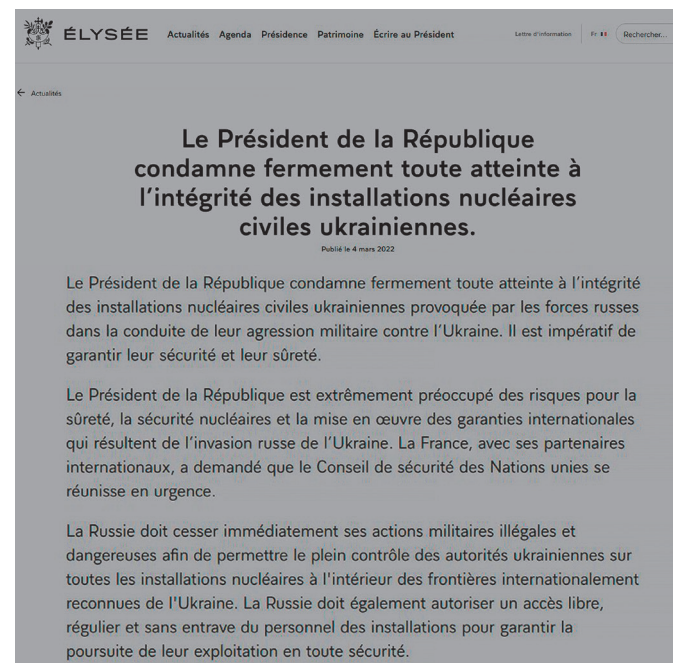 ÉLYSÉE Actualités Agenda Présidence Patrimoine Écrire au Président Lettre d'information Fr Rechercher...
← Actualités
Le Président de la République
condamne fermement toute atteinte à
l'intégrité des installations nucléaires
civiles ukrainiennes.
Publié le 4 mars 2022
Le Président de la République condamne fermement toute atteinte à l'intégrité
des installations nucléaires civiles ukrainiennes provoquée par les forces russes
dans la conduite de leur agression militaire contre l'Ukraine. Il est impératif de
garantir leur sécurité et leur sûreté.
Le Président de la République est extrêmement préoccupé des risques pour la
sûreté, la sécurité nucléaires et la mise en œuvre des garanties internationales
qui résultent de l'invasion russe de l'Ukraine. La France, avec ses partenaires
internationaux, a demandé que le Conseil de sécurité des Nations unies se
réunisse en urgence.
La Russie doit cesser immédiatement ses actions militaires illégales et
dangereuses afin de permettre le plein contrôle des autorités ukrainiennes sur
toutes les installations nucléaires à l'intérieur des frontières internationalement
reconnues de l'Ukraine. La Russie doit également autoriser un accès libre,
régulier et sans entrave du personnel des installations pour garantir la
poursuite de leur exploitation en toute sécurité.